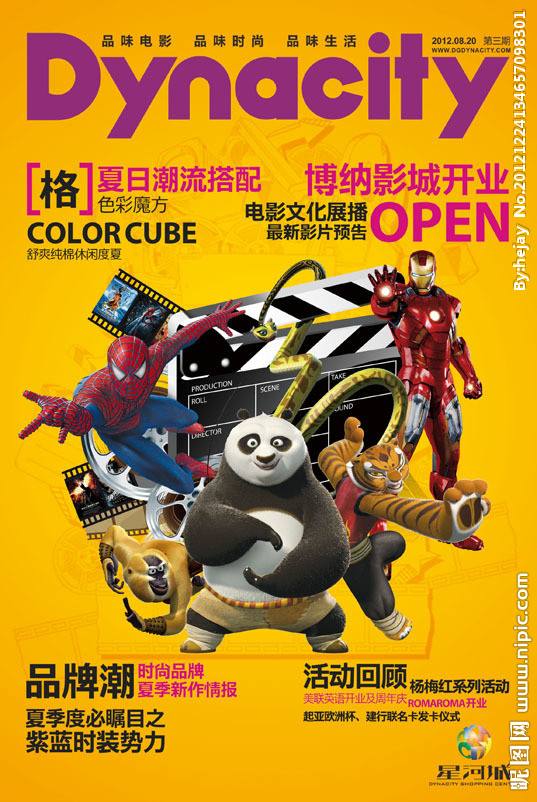 品味电影 品味时尚 品味生活
2012.08.20 第三期
WWW.DGDYNACITY.COM
Dynacity
[格]
夏日潮流搭配
色彩魔方
COLOR CUBE
舒爽纯棉休闲度夏
博纳影城开业
电影文化展播
最新影片预告
OPEN
PRODUCTION
ROLL
SCENE
TAKE
SOUND
DIRECTOR
品牌潮
时尚品牌
夏季新作情报
夏季度必瞩目之
紫蓝时装势力
活动回顾
杨梅红系列活动
美联英语开业及周年庆
ROMAROMA开业
起亚欧洲杯、建行联名卡发卡仪式
星河城
DYNACITY SHOPPING CENTER
By:hejay No.20121224134657098301
昵图网 www.nipic.com